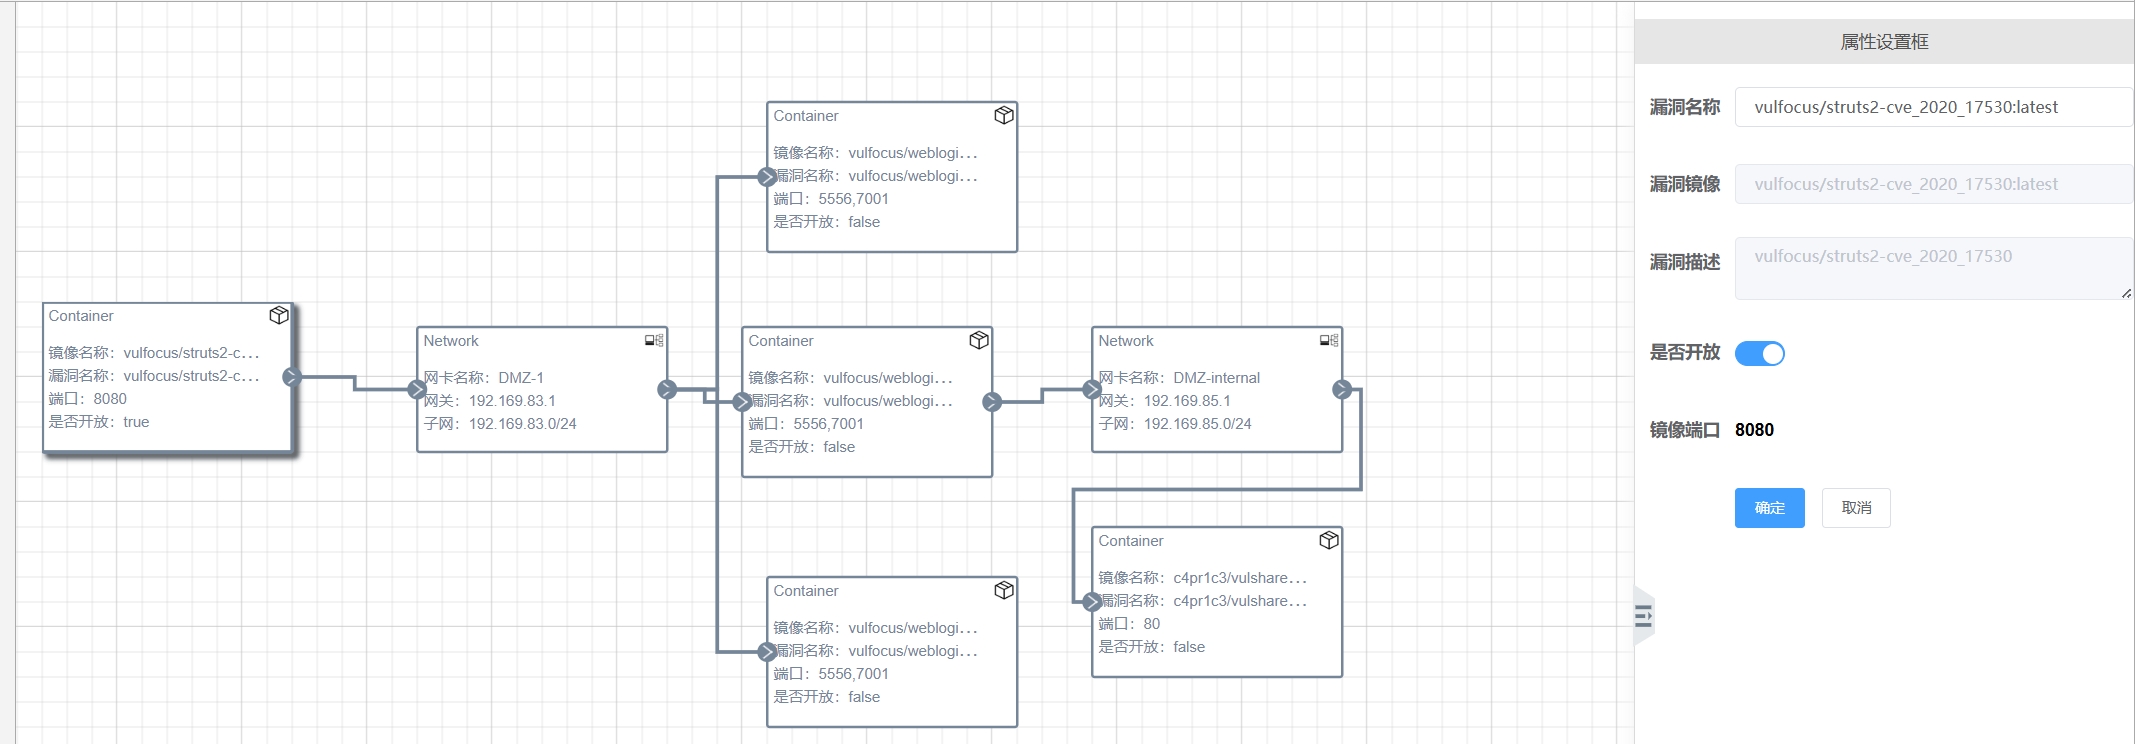 Container
镜像名称：vulfocus/struts2-c...
漏洞名称：vulfocus/struts2-c...
端口：8080
是否开放：true
Network
网卡名称：DMZ-1
网关：192.169.83.1
子网：192.169.83.0/24
Container
镜像名称：vulfocus/weblogi...
漏洞名称：vulfocus/weblogi...
端口：5556,7001
是否开放：false
Container
镜像名称：vulfocus/weblogi...
漏洞名称：vulfocus/weblogi...
端口：5556,7001
是否开放：false
Container
镜像名称：vulfocus/weblogi...
漏洞名称：vulfocus/weblogi...
端口：5556,7001
是否开放：false
Network
网卡名称：DMZ-internal
网关：192.169.85.1
子网：192.169.85.0/24
Container
镜像名称：c4pr1c3/vulshare...
漏洞名称：c4pr1c3/vulshare...
端口：80
是否开放：false
属性设置框
漏洞名称 vulfocus/struts2-cve_2020_17530:latest
漏洞镜像 vulfocus/struts2-cve_2020_17530:latest
漏洞描述 vulfocus/struts2-cve_2020_17530
是否开放
镜像端口 8080
确定 取消